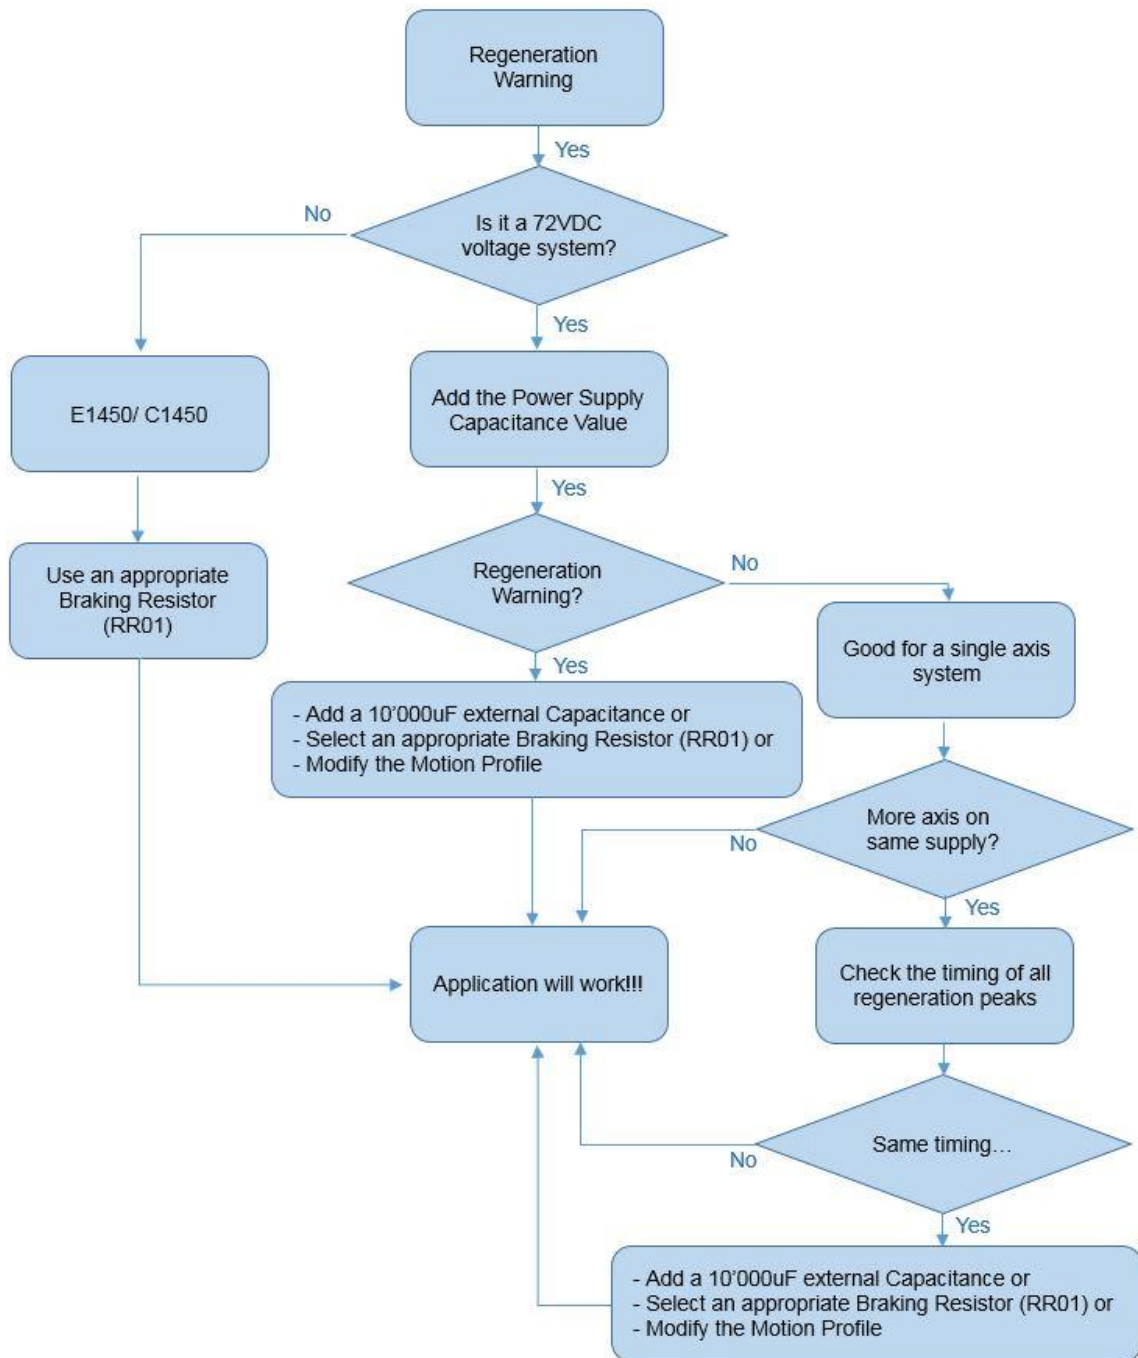 Regeneration
Warning
Yes
Is it a 72VDC
voltage system?
No
Yes
E1450/ C1450
Add the Power Supply
Capacitance Value
Yes
Use an appropriate
Braking Resistor
(RR01)
Regeneration
Warning?
No
Yes
Good for a single axis
system
- Add a 10'000uF external Capacitance or
- Select an appropriate Braking Resistor (RR01) or
- Modify the Motion Profile
More axis on
same supply?
No
Yes
Application will work!!!
Check the timing of all
regeneration peaks
Same timing…
No
Yes
- Add a 10'000uF external Capacitance or
- Select an appropriate Braking Resistor (RR01) or
- Modify the Motion Profile